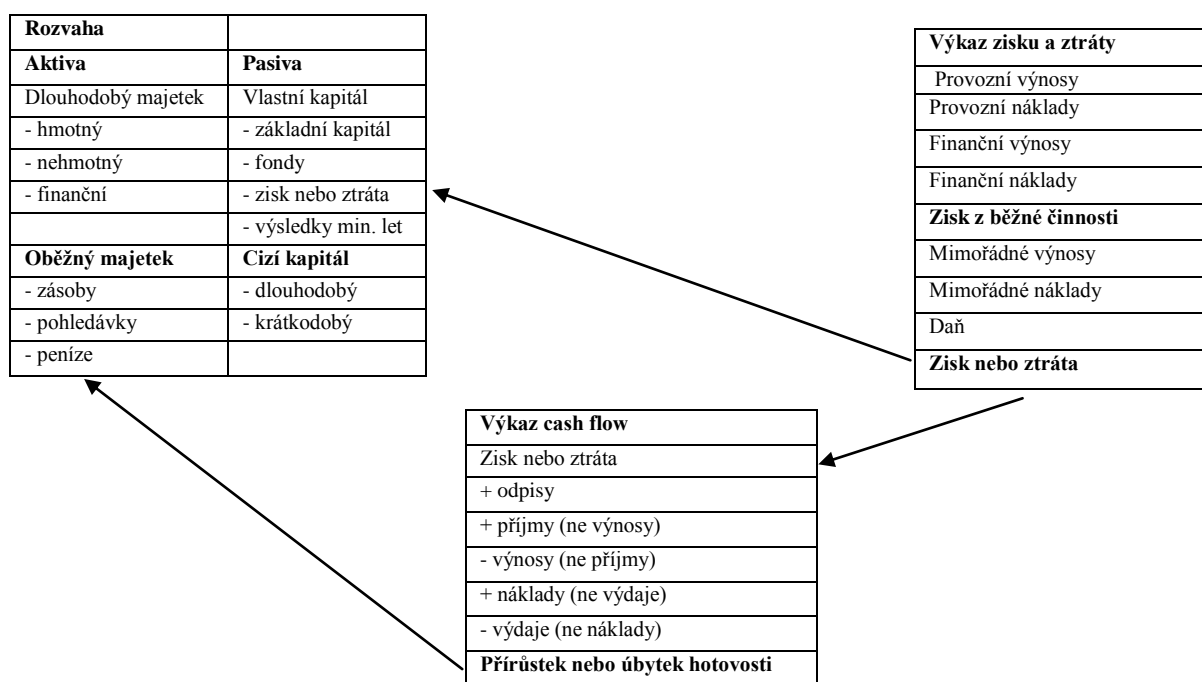 Rozvaha
Aktiva Pasiva
Dlouhodobý majetek Vlastní kapitál
- hmotný - základní kapitál
- nehmotný - fondy
- finanční - zisk nebo ztráta
- výsledky min. let
Oběžný majetek Cizí kapitál
- zásoby - dlouhodobý
- pohledávky - krátkodobý
- peníze
Výkaz zisku a ztráty
Provozní výnosy
Provozní náklady
Finanční výnosy
Finanční náklady
Zisk z běžné činnosti
Mimořádné výnosy
Mimořádné náklady
Daň
Zisk nebo ztráta
Výkaz cash flow
Zisk nebo ztráta
+ odpisy
+ příjmy (ne výnosy)
- výnosy (ne příjmy)
+ náklady (ne výdaje)
- výdaje (ne náklady)
Přírůstek nebo úbytek hotovosti